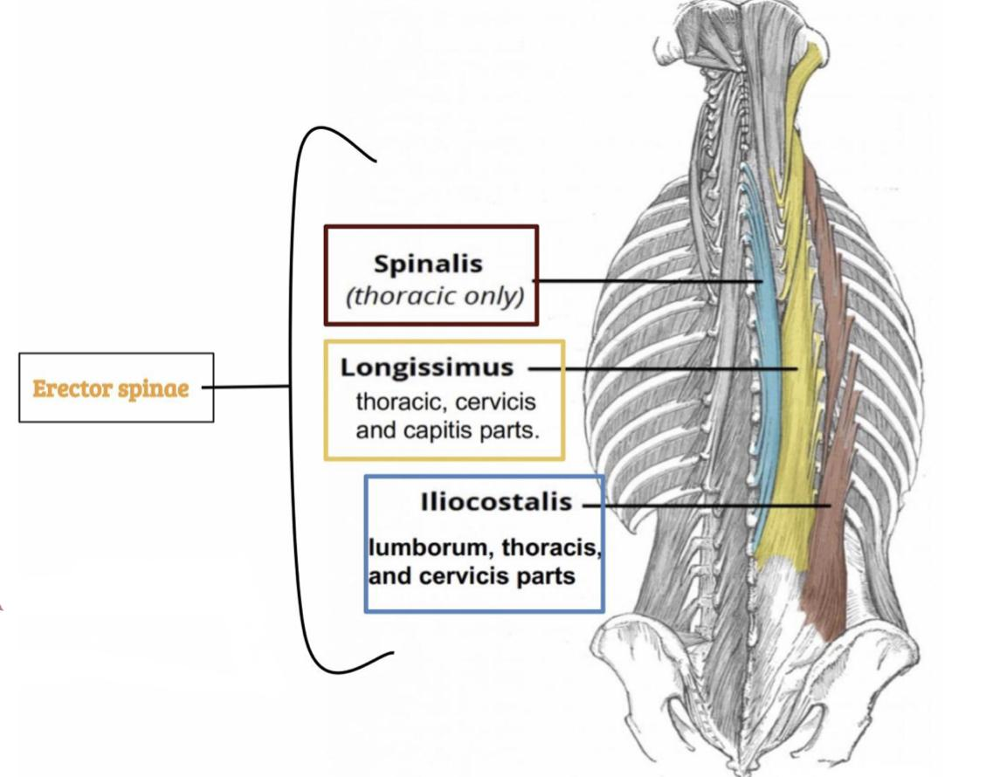 Spinalis
(thoracic only)
Longissimus
thoracic, cervicis
and capitis parts.
Erector spinae
Iliocostalis
lumborum, thoracis,
and cervicis parts